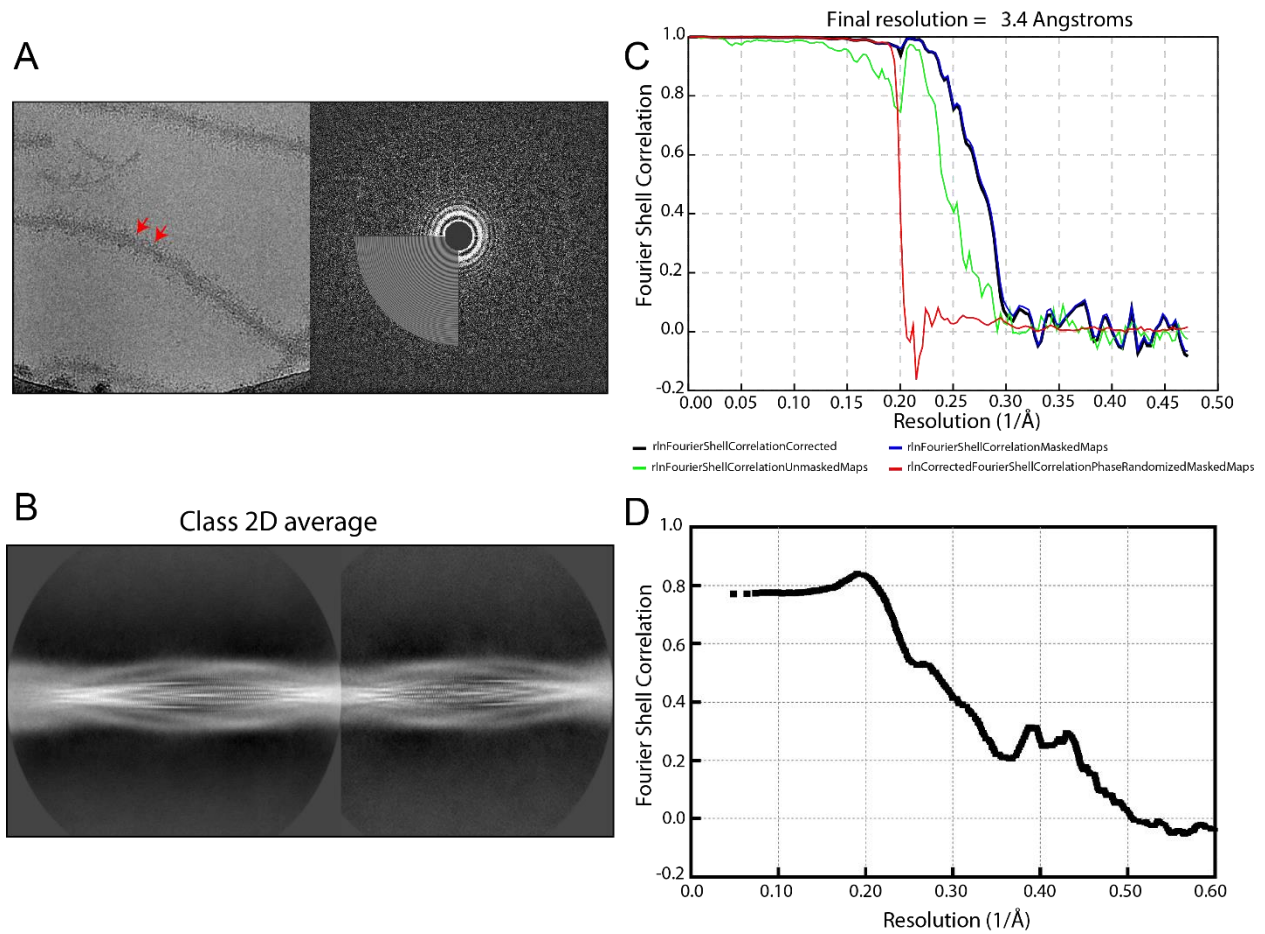 A
B
Class 2D average
C
Final resolution = 3.4 Angstroms
1.0
0.8
0.6
0.4
0.2
0.0
-0.2
Fourier Shell Correlation
0.00 0.05 0.10 0.15 0.20 0.25 0.30 0.35 0.40 0.45 0.50
Resolution (1/Å)
rlnFourierShellCorrelationCorrected
rlnFourierShellCorrelationMaskedMaps
rlnFourierShellCorrelationUnmaskedMaps
rlnCorrectedFourierShellCorrelationPhaseRandomizedMaskedMaps
D
1.0
0.8
0.6
0.4
0.2
0.0
-0.2
Fourier Shell Correlation
0.0 0.10 0.20 0.30 0.40 0.50 0.60
Resolution (1/Å)